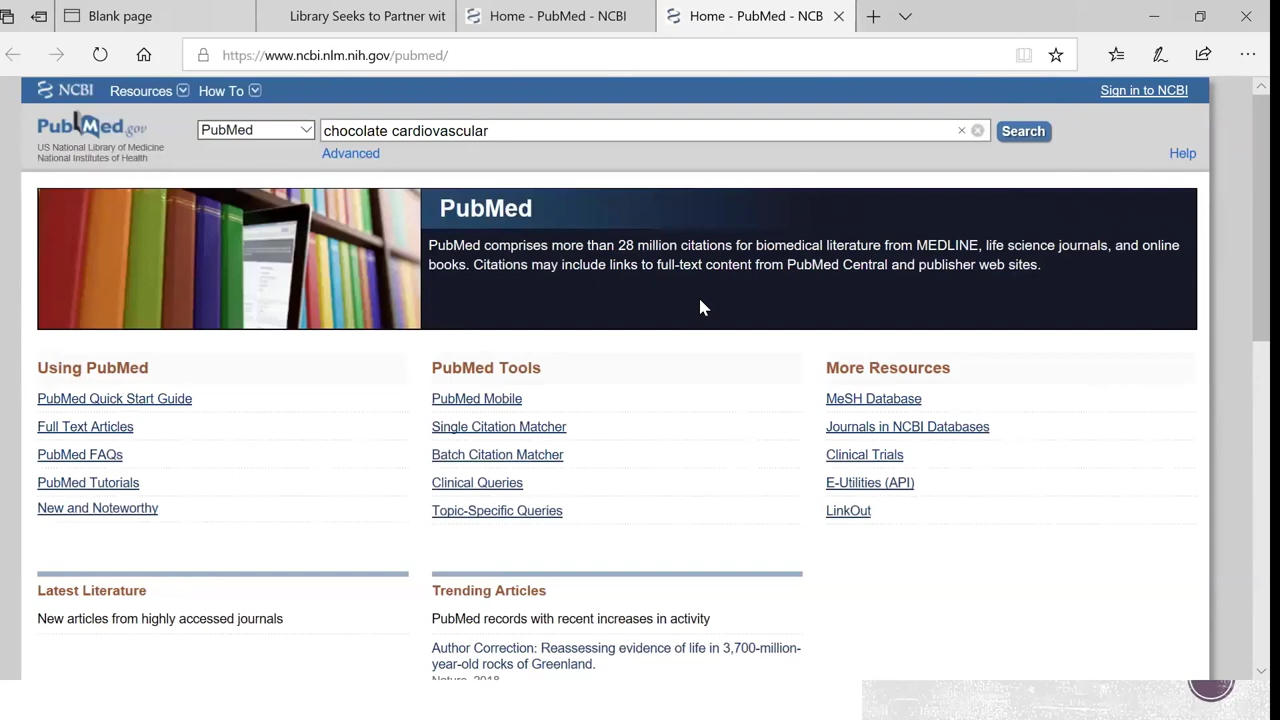 Blank page
Library Seeks to Partner wit
Home - PubMed - NCBI
Home - PubMed - NCB
https://www.ncbi.nlm.nih.gov/pubmed/
NCBI Resources How To Sign in to NCBI
PubMed.gov
US National Library of Medicine
National Institutes of Health
PubMed
chocolate cardiovascular
Search
Advanced
Help
PubMed
PubMed comprises more than 28 million citations for biomedical literature from MEDLINE, life science journals, and online
books. Citations may include links to full-text content from PubMed Central and publisher web sites.
Using PubMed
PubMed Quick Start Guide
Full Text Articles
PubMed FAQs
PubMed Tutorials
New and Noteworthy
PubMed Tools
PubMed Mobile
Single Citation Matcher
Batch Citation Matcher
Clinical Queries
Topic-Specific Queries
More Resources
MeSH Database
Journals in NCBI Databases
Clinical Trials
E-Utilities (API)
LinkOut
Latest Literature
New articles from highly accessed journals
Trending Articles
PubMed records with recent increases in activity
Author Correction: Reassessing evidence of life in 3,700-million-
year-old rocks of Greenland.
Nature. 2018